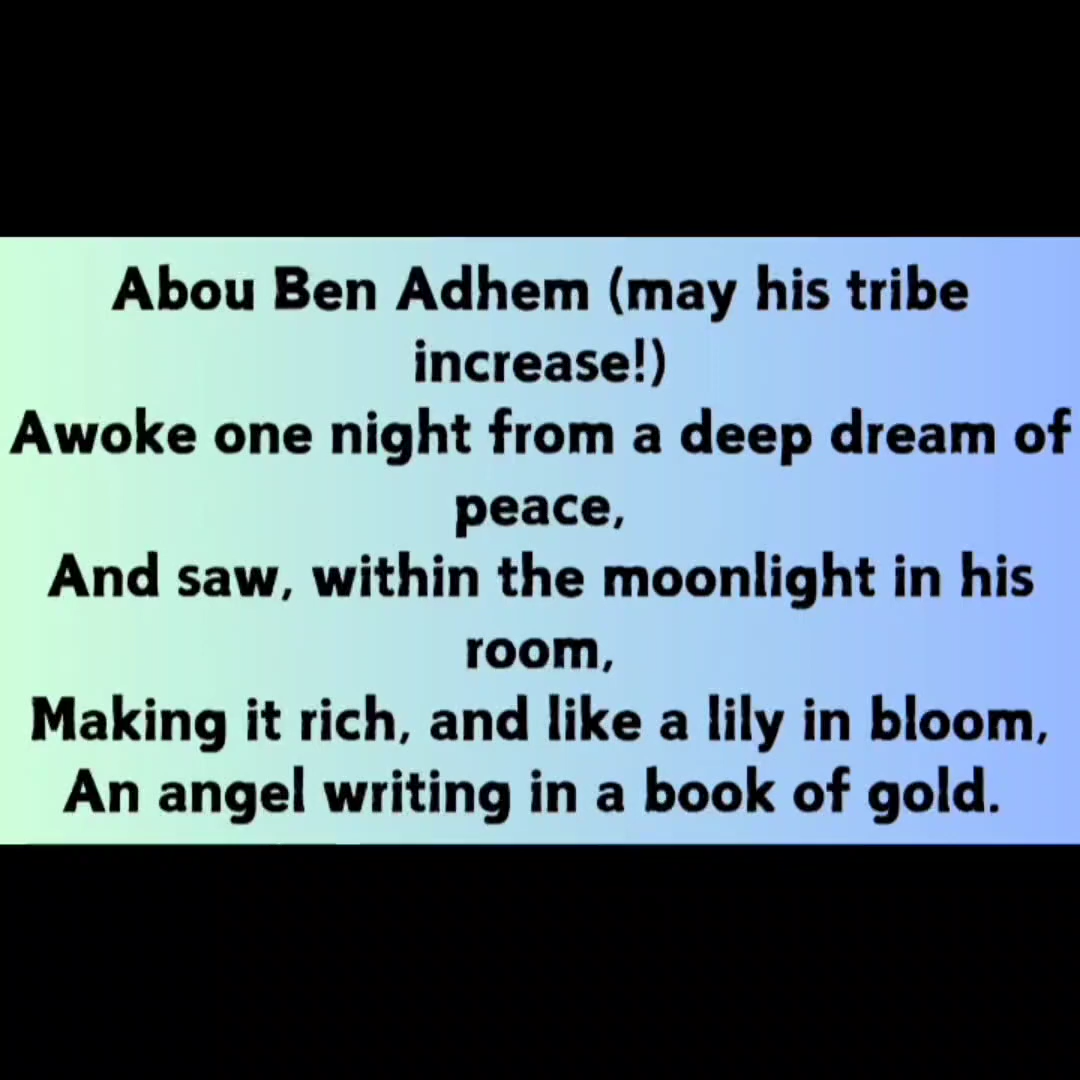 Abou Ben Adhem (may his tribe
increase!)
Awoke one night from a deep dream of
peace,
And saw, within the moonlight in his
room,
Making it rich, and like a lily in bloom,
An angel writing in a book of gold.